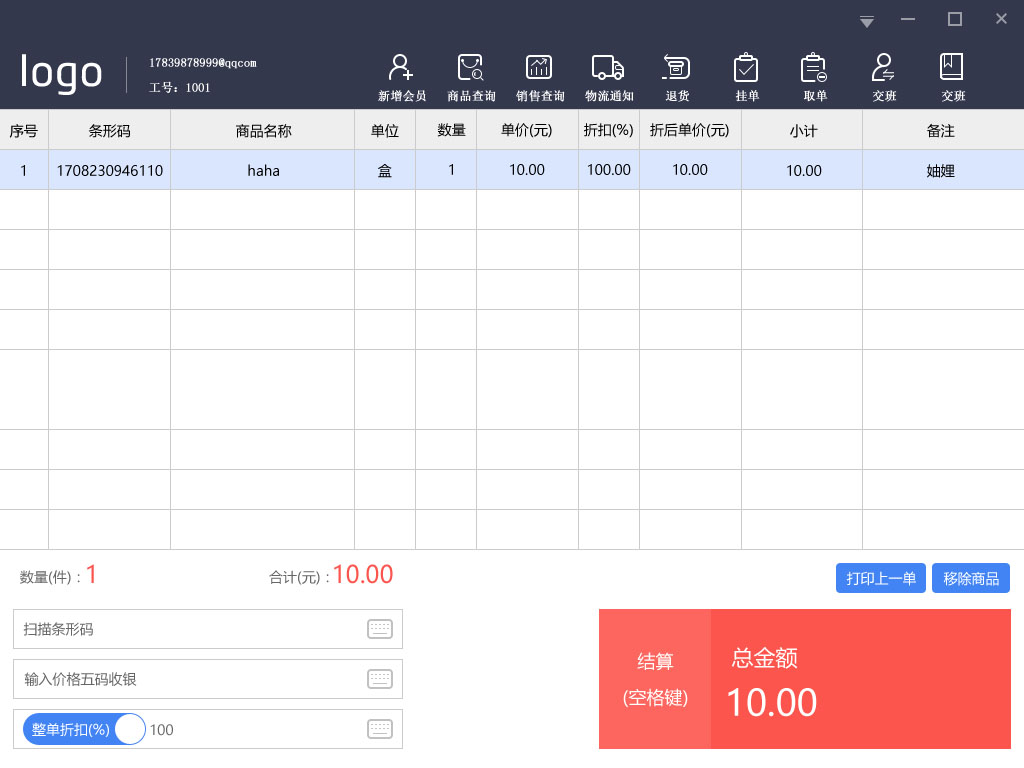 logo
17839878999@qqcom
工号：1001
新增会员 商品查询 销售查询 物流通知 退货 挂单 取单 交班 交班
序号 条形码 商品名称 单位 数量 单价(元) 折扣(%) 折后单价(元) 小计 备注
1 1708230946110 haha 盒 1 10.00 100.00 10.00 10.00 妯娌
数量(件) : 1 合计(元) : 10.00 打印上一单 移除商品
扫描条形码
输入价格五码收银
整单折扣(%) 100
结算
(空格键)
总金额
10.00